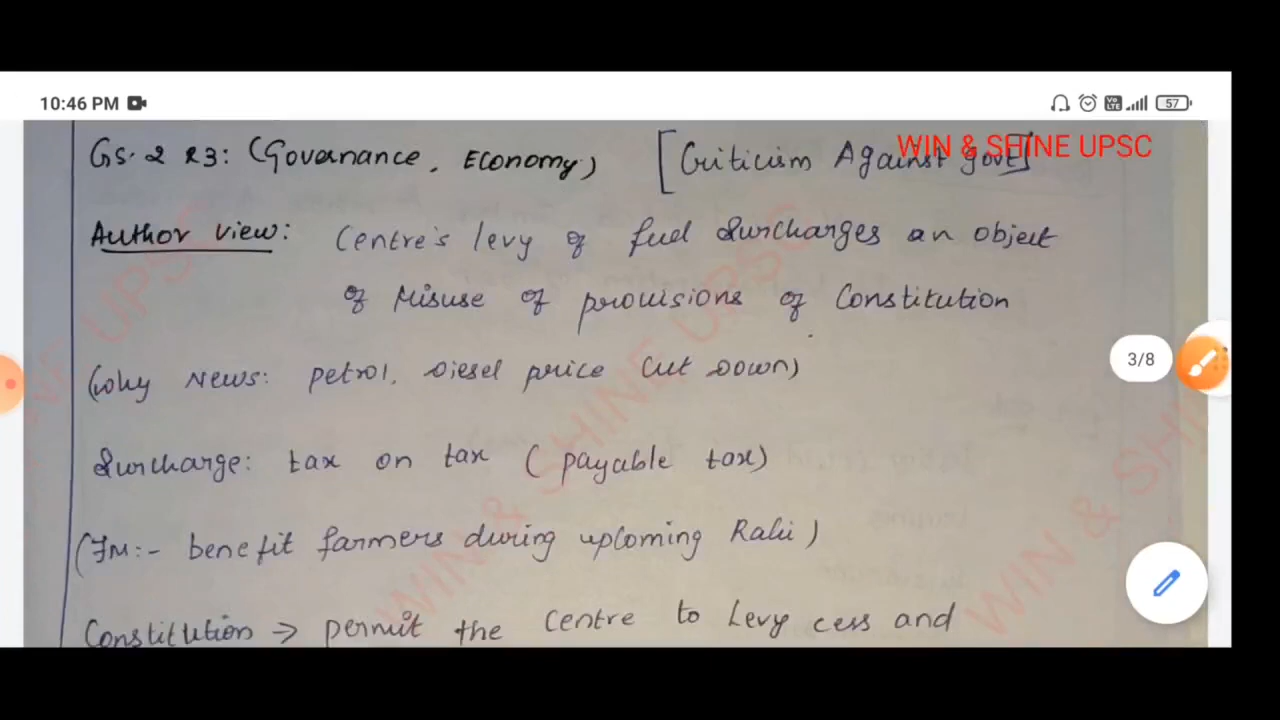 10:46 PM
57
WIN & SHINE UPSC
GS.2 & 3: (Governance, Economy) [Criticism Against govt]
Author view: Centre's levy of fuel Surcharges an object
of Misuse of provisions of Constitution
(Why News: petrol, Diesel price Cut Down)
3/8
Surcharge: tax on tax (payable tax)
(FM:- benefit farmers during upcoming Rabi)
Constitution → permit the Centre to Levy cess and
WIN & SHINE UPSC